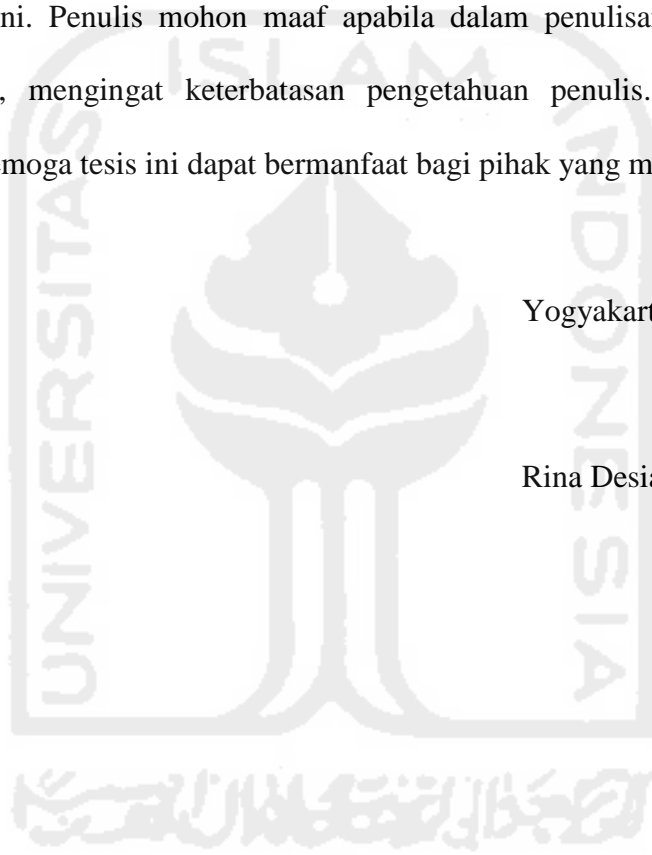 ni. Penulis mohon maaf apabila dalam penulisa
, mengingat keterbatasan pengetahuan penulis.
moga tesis ini dapat bermanfaat bagi pihak yang m
Yogyakart
Rina Desia
ISLAM
UNIVERSITAS
INDONESIA